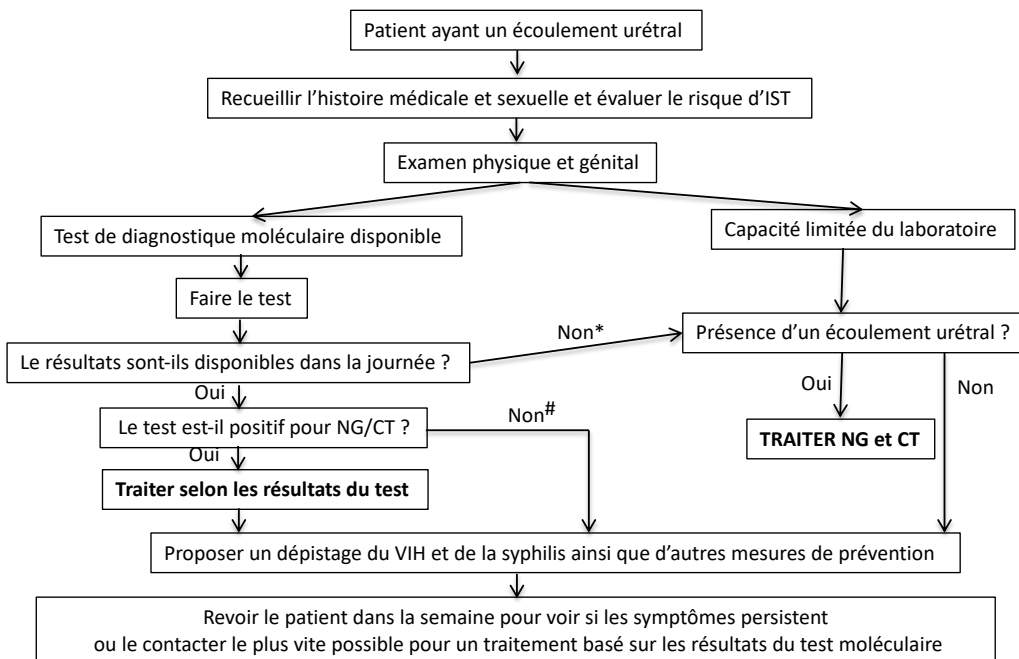 Patient ayant un écoulement urétral
Recueillir l'histoire médicale et sexuelle et évaluer le risque d'IST
Examen physique et génital
Test de diagnostique moléculaire disponible
Capacité limitée du laboratoire
Faire le test
Non*
Présence d'un écoulement urétral ?
Le résultats sont-ils disponibles dans la journée ?
Oui
Oui
Non
Le test est-il positif pour NG/CT ?
Non#
TRAITER NG et CT
Oui
Traiter selon les résultats du test
Proposer un dépistage du VIH et de la syphilis ainsi que d'autres mesures de prévention
Revoir le patient dans la semaine pour voir si les symptômes persistent
ou le contacter le plus vite possible pour un traitement basé sur les résultats du test moléculaire